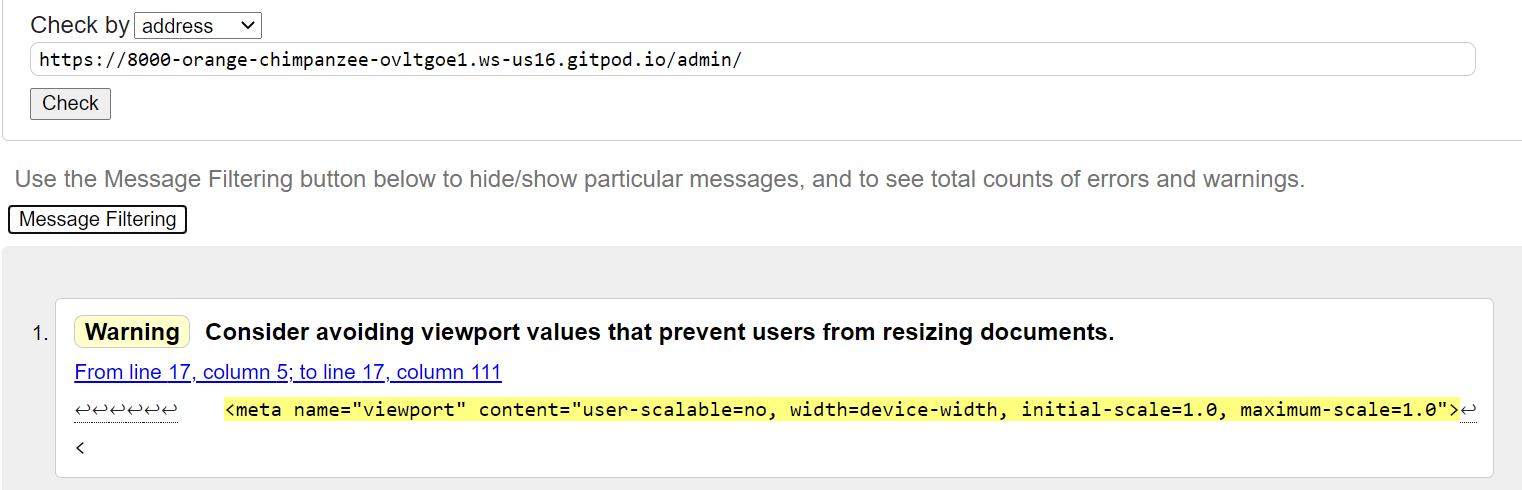 Check by address
https://8000-orange-chimpanzee-ovltgoe1.ws-us16.gitpod.io/admin/
Check
Use the Message Filtering button below to hide/show particular messages, and to see total counts of errors and warnings.
Message Filtering
1. Warning Consider avoiding viewport values that prevent users from resizing documents.
From line 17, column 5; to line 17, column 111
↩↩↩↩↩↩ <meta name="viewport" content="user-scalable=no, width=device-width, initial-scale=1.0, maximum-scale=1.0">↩
<